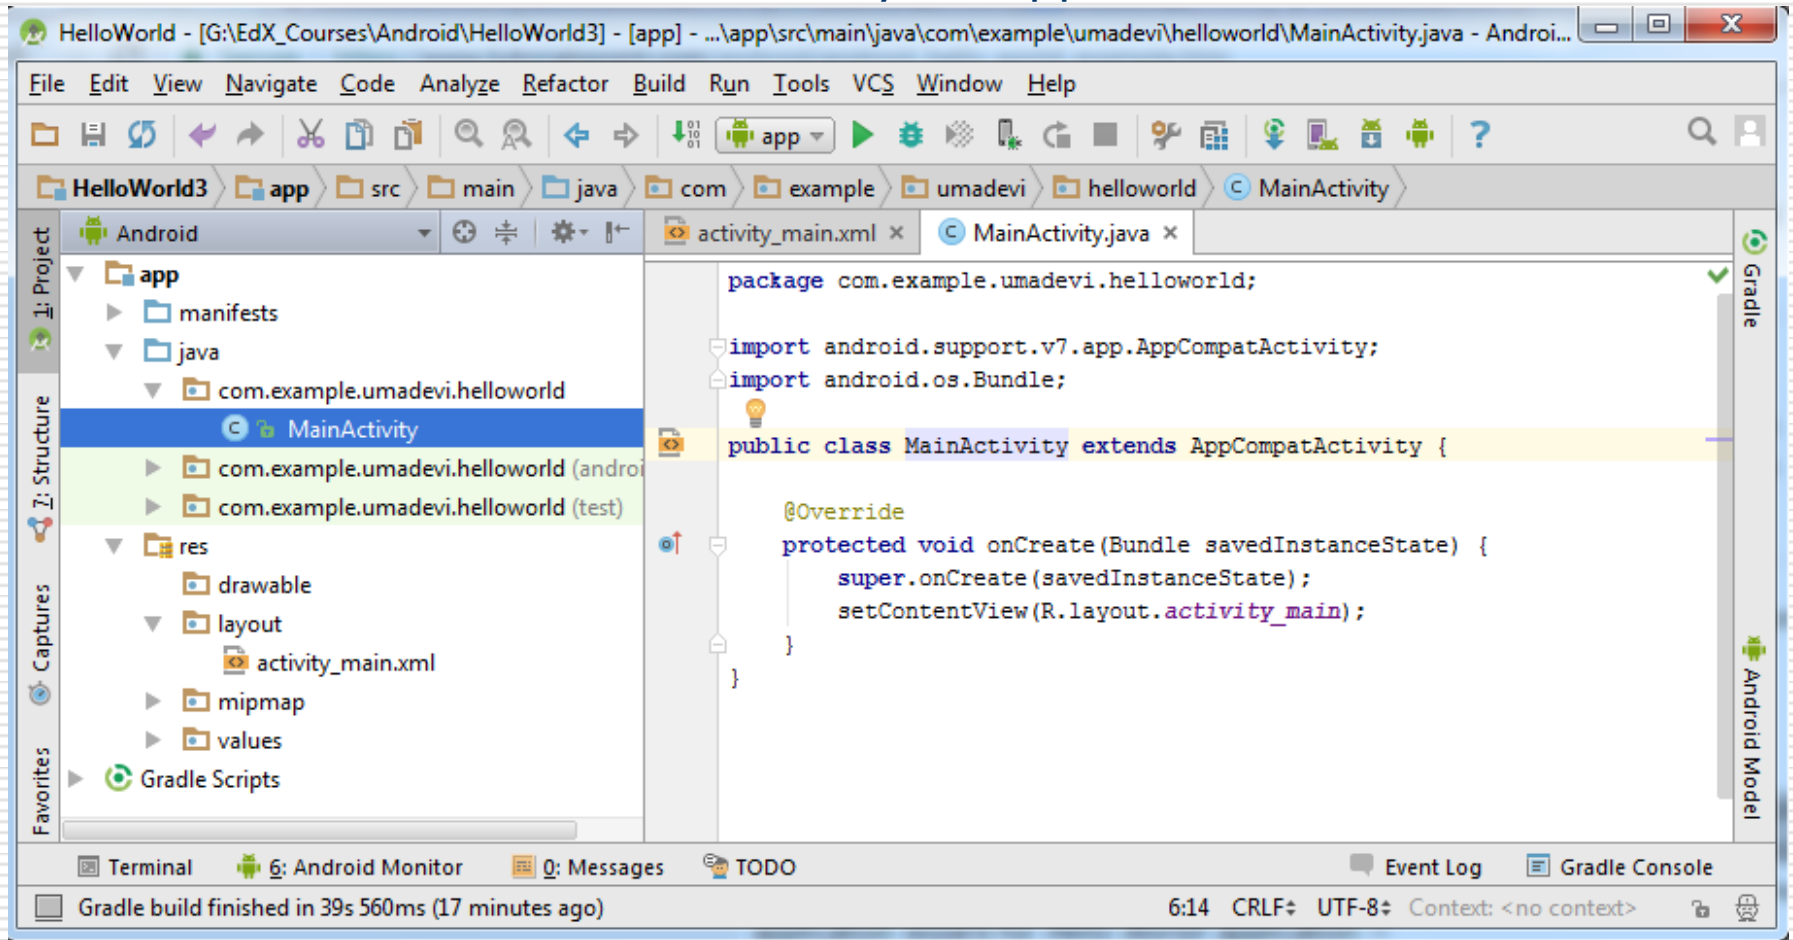 HelloWorld - [G:\EdX_Courses\Android\HelloWorld3] - [app] - ...\app\src\main\java\com\example\umadevi\helloworld\MainActivity.java - Androi...
File Edit View Navigate Code Analyze Refactor Build Run Tools VCS Window Help
app
HelloWorld3 app src main java com example umadevi helloworld MainActivity
1: Project
7: Structure
Captures
Favorites
Android
app
manifests
java
com.example.umadevi.helloworld
MainActivity
com.example.umadevi.helloworld (androi
com.example.umadevi.helloworld (test)
res
drawable
layout
activity_main.xml
mipmap
values
Gradle Scripts
activity_main.xml MainActivity.java
package com.example.umadevi.helloworld;
import android.support.v7.app.AppCompatActivity;
import android.os.Bundle;
public class MainActivity extends AppCompatActivity {
@Override
protected void onCreate(Bundle savedInstanceState) {
super.onCreate(savedInstanceState);
setContentView(R.layout.activity_main);
}
}
Gradle
Android Model
Terminal 6: Android Monitor 0: Messages TODO Event Log Gradle Console
Gradle build finished in 39s 560ms (17 minutes ago) 6:14 CRLF UTF-8 Context: <no context>